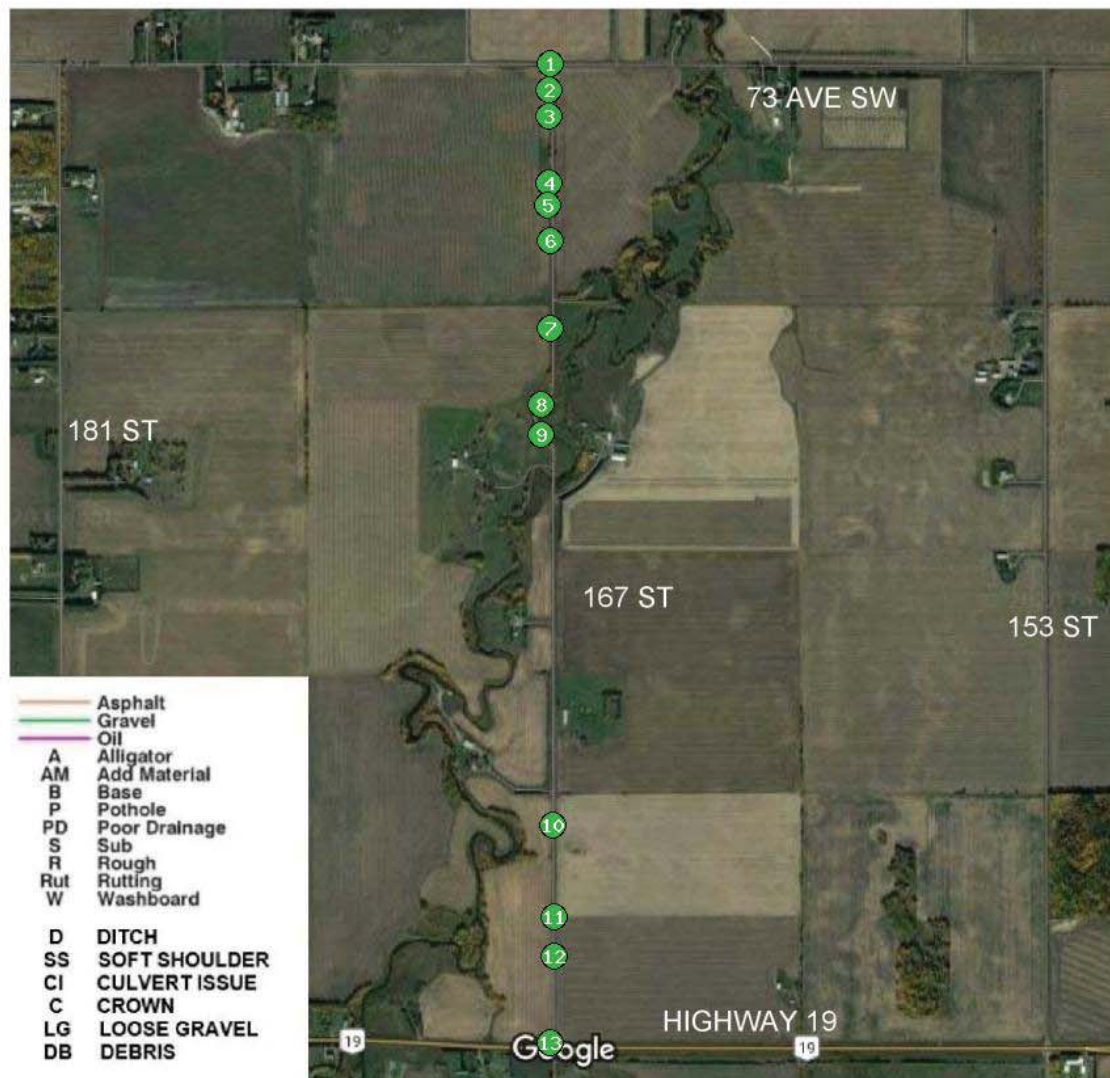 1
2
73 AVE SW
3
4
5
6
7
8
181 ST
9
167 ST
153 ST
Asphalt
Gravel
Oil
A Alligator
AM Add Material
B Base
P Pothole
PD Poor Drainage
S Sub
R Rough
Rut Rutting
W Washboard
D DITCH
SS SOFT SHOULDER
CI CULVERT ISSUE
C CROWN
LG LOOSE GRAVEL
DB DEBRIS
10
11
12
HIGHWAY 19
19
13
Google
19